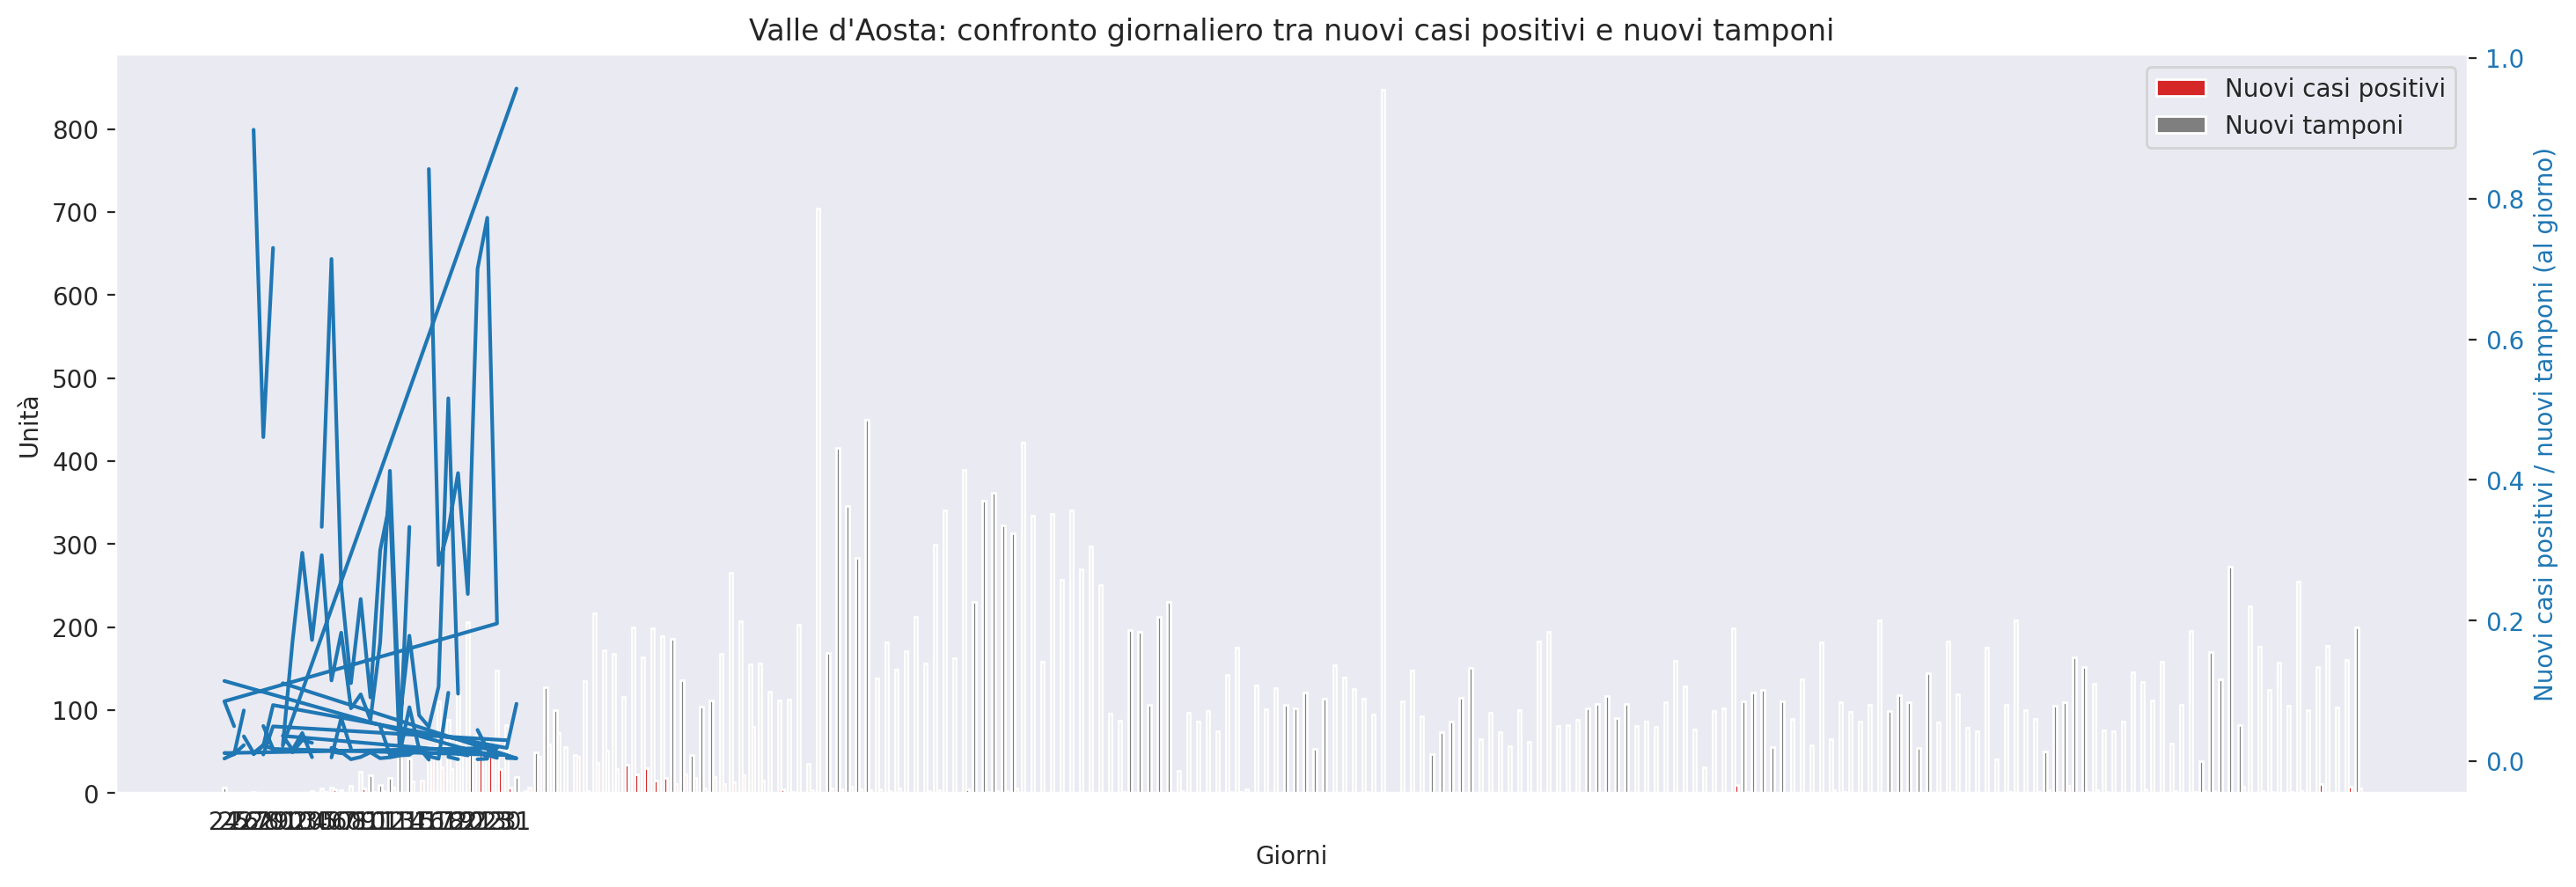 Valle d'Aosta: confronto giornaliero tra nuovi casi positivi e nuovi tamponi
Nuovi casi positivi
Nuovi tamponi
Unità
800
700
600
500
400
300
200
100
0
1.0
0.8
0.6
0.4
0.2
0.0
Nuovi casi positivi / nuovi tamponi (al giorno)
Giorni